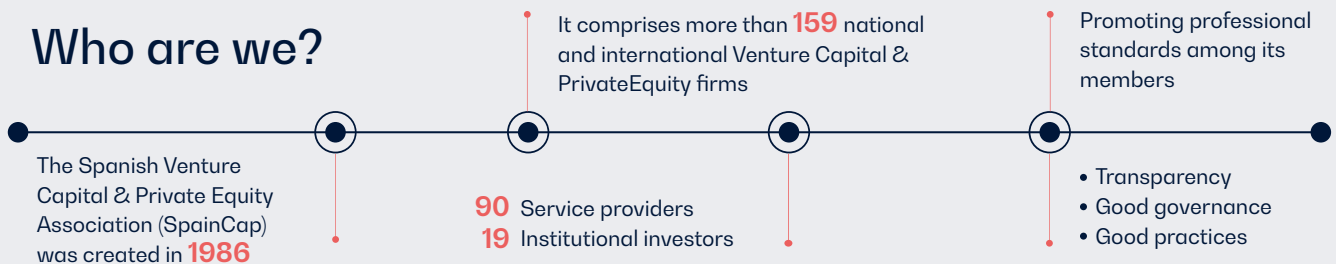 Who are we?
The Spanish Venture
Capital & Private Equity
Association (SpainCap)
was created in 1986
It comprises more than 159 national
and international Venture Capital &
PrivateEquity firms
90 Service providers
19 Institutional investors
Promoting professional
standards among its
members
• Transparency
• Good governance
• Good practices